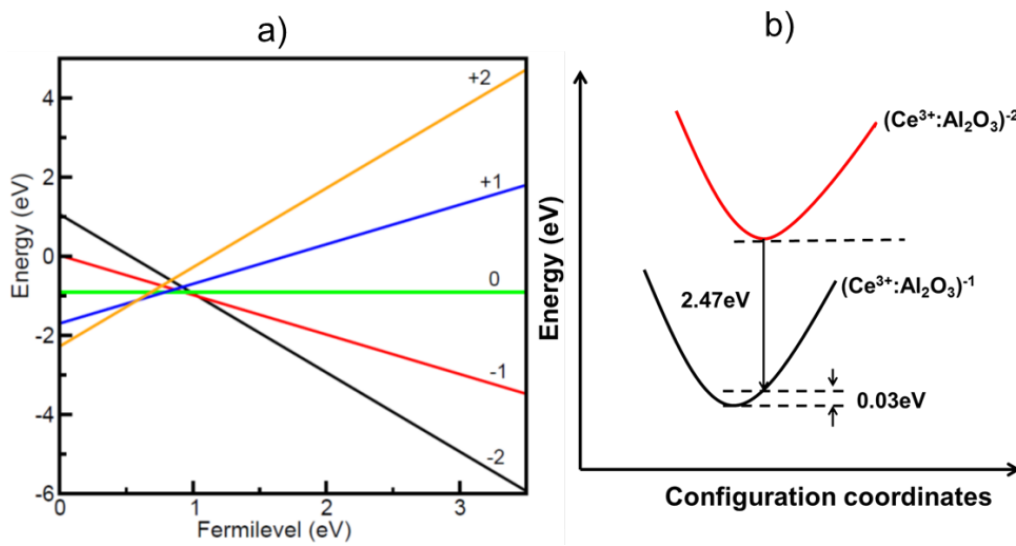 a)
Energy (eV)
4
2
0
-2
-4
-6
0
1
2
3
Fermilevel (eV)
+2
+1
0
-1
-2
b)
Energy (eV)
(Ce³⁺:Al₂O₃)⁻²
2.47eV
(Ce³⁺:Al₂O₃)⁻¹
0.03eV
Configuration coordinates